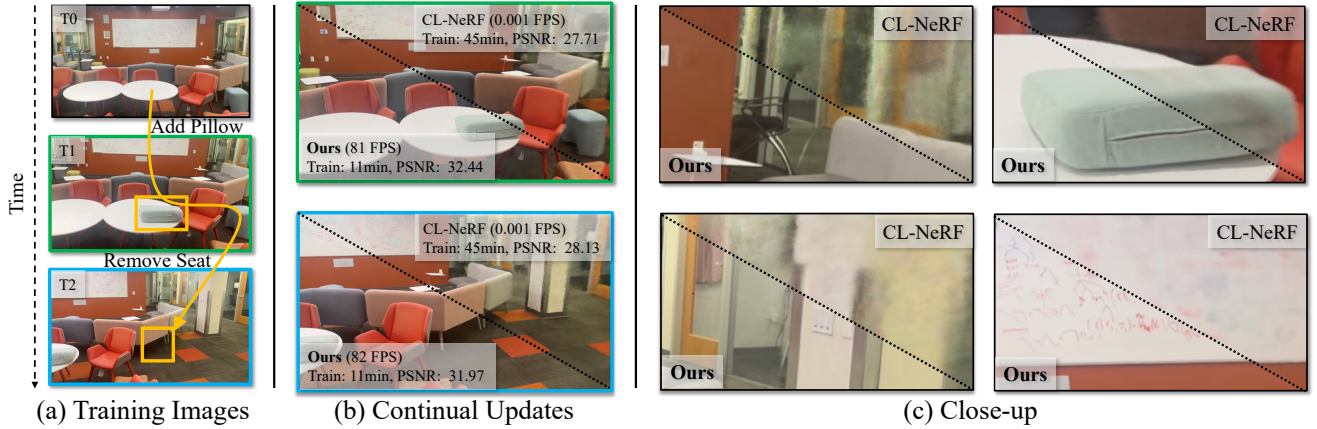 Time
T0
Add Pillow
T1
Remove Seat
T2
(a) Training Images
CL-NeRF (0.001 FPS)
Train: 45min, PSNR: 27.71
Ours (81 FPS)
Train: 11min, PSNR: 32.44
CL-NeRF (0.001 FPS)
Train: 45min, PSNR: 28.13
Ours (82 FPS)
Train: 11min, PSNR: 31.97
(b) Continual Updates
CL-NeRF
Ours
CL-NeRF
Ours
CL-NeRF
Ours
CL-NeRF
Ours
(c) Close-up